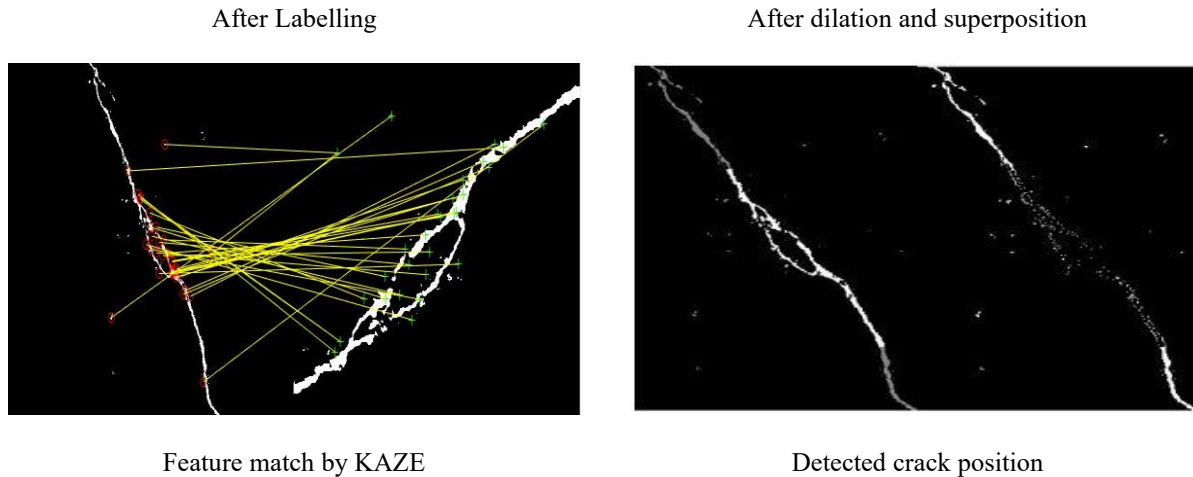 After Labelling
After dilation and superposition
Feature match by KAZE
Detected crack position